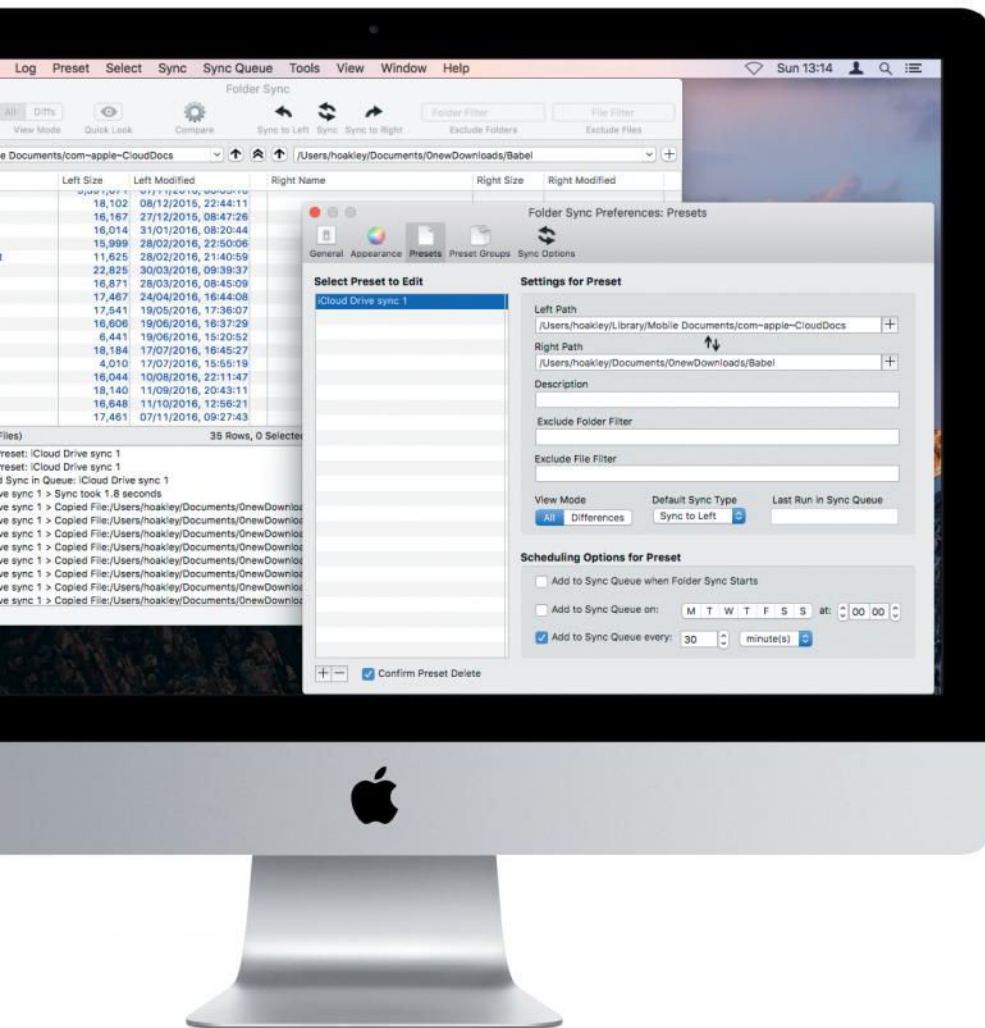 Log Preset Select Sync Sync Queue Tools View Window Help Sun 13:14
Folder Sync
All Diffs Folder Filter File Filter
View Mode Quick Look Compare Sync to Left Sync Sync to Right Exclude Folders Exclude Files
e Documents/com~apple~CloudDocs /Users/hoakley/Documents/0newDownloads/Babel
Left Size Left Modified Right Name Right Size Right Modified
18,102 08/12/2015, 22:44:11
16,167 27/12/2015, 08:47:26
16,014 31/01/2016, 08:20:44
15,999 28/02/2016, 22:50:06
11,625 28/02/2016, 21:40:59
22,825 30/03/2016, 09:39:37
16,871 28/03/2016, 08:45:09
17,467 24/04/2016, 16:44:08
17,541 19/05/2016, 17:36:07
16,606 19/06/2016, 16:37:29
6,441 19/06/2016, 15:20:52
18,184 17/07/2016, 16:45:27
4,010 17/07/2016, 15:55:19
16,044 10/08/2016, 22:11:47
18,140 11/09/2016, 20:43:11
16,648 11/10/2016, 12:56:21
17,461 07/11/2016, 09:27:43
Files) 35 Rows, 0 Selected
reset: iCloud Drive sync 1
reset: iCloud Drive sync 1
d Sync in Queue: iCloud Drive sync 1
ve sync 1 > Sync took 1.8 seconds
ve sync 1 > Copied File:/Users/hoakley/Documents/0newDownloa
ve sync 1 > Copied File:/Users/hoakley/Documents/0newDownloa
ve sync 1 > Copied File:/Users/hoakley/Documents/0newDownloa
ve sync 1 > Copied File:/Users/hoakley/Documents/0newDownloa
ve sync 1 > Copied File:/Users/hoakley/Documents/0newDownloa
ve sync 1 > Copied File:/Users/hoakley/Documents/0newDownloa
ve sync 1 > Copied File:/Users/hoakley/Documents/0newDownloa
ve sync 1 > Copied File:/Users/hoakley/Documents/0newDownloa
Folder Sync Preferences: Presets
General Appearance Presets Preset Groups Sync Options
Select Preset to Edit
iCloud Drive sync 1
Confirm Preset Delete
Settings for Preset
Left Path
/Users/hoakley/Library/Mobile Documents/com~apple~CloudDocs
Right Path
/Users/hoakley/Documents/0newDownloads/Babel
Description
Exclude Folder Filter
Exclude File Filter
View Mode Default Sync Type Last Run in Sync Queue
All Differences Sync to Left
Scheduling Options for Preset
Add to Sync Queue when Folder Sync Starts
Add to Sync Queue on: M T W T F S S at: 00 00
Add to Sync Queue every: 30 minute(s)